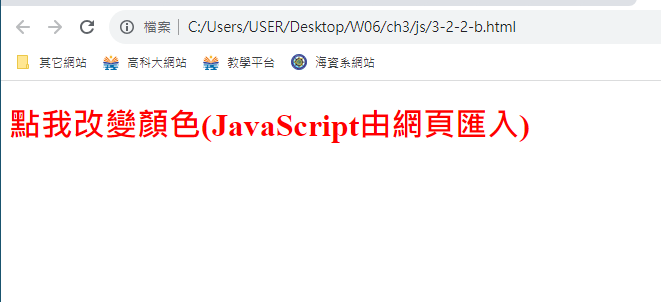 檔案 | C:/Users/USER/Desktop/W06/ch3/js/3-2-2-b.html
其它網站 高科大網站 教學平台 海資系網站
點我改變顏色(JavaScript由網頁匯入)